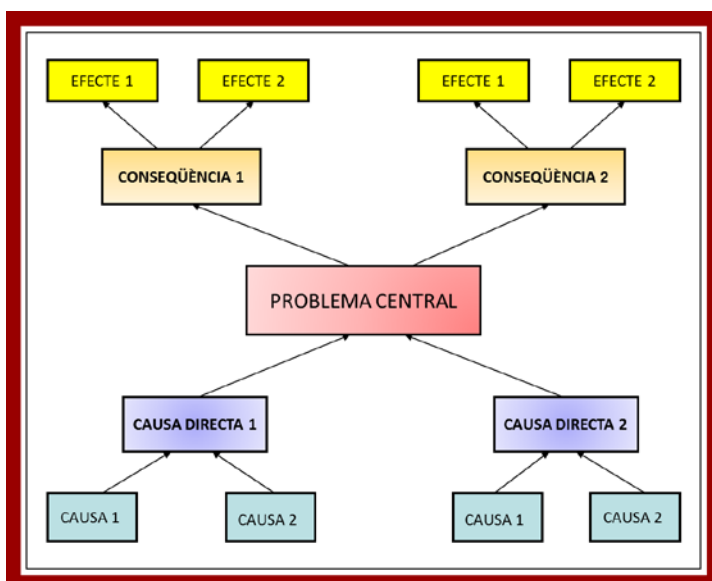 EFECTE 1
EFECTE 2
EFECTE 1
EFECTE 2
CONSEQÜÈNCIA 1
CONSEQÜÈNCIA 2
PROBLEMA CENTRAL
CAUSA DIRECTA 1
CAUSA DIRECTA 2
CAUSA 1
CAUSA 2
CAUSA 1
CAUSA 2